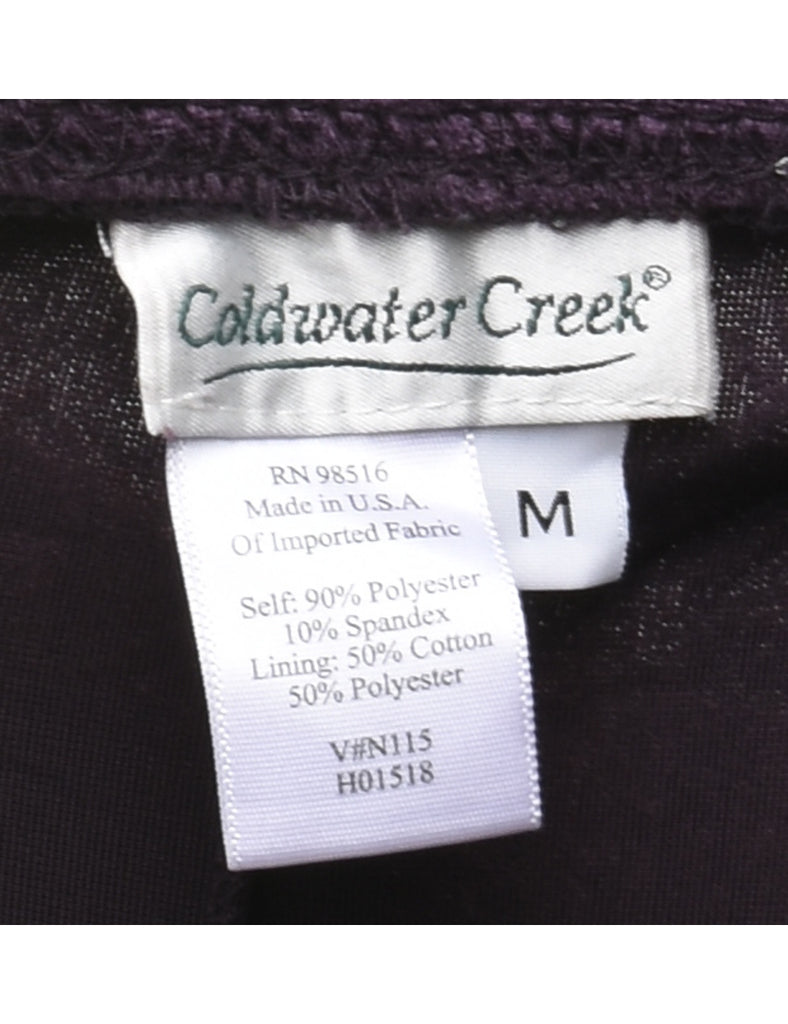 Coldwater Creek®
RN 98516
Made in U.S.A.
Of Imported Fabric
M
Self: 90% Polyester
10% Spandex
Lining: 50% Cotton
50% Polyester
V#N115
H01518